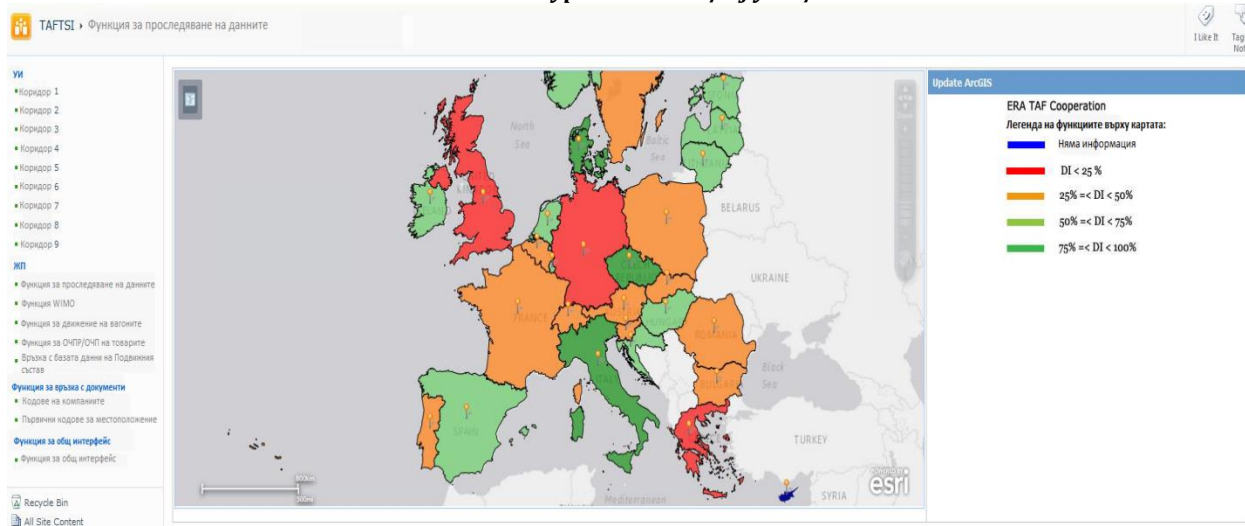 TAFTSI › Функция за проследяване на данните
I Like It
УИ
Коридор 1
Коридор 2
Коридор 3
Коридор 4
Коридор 5
Коридор 6
Коридор 7
Коридор 8
Коридор 9
ЖП
Функция за проследяване на данните
Функция WIMO
Функция за движение на вагоните
Функция за ОЧПР/ОЧП на товарите
Връзка с базата данни на Подвижния
състав
Функция за връзка с документи
Кодове на компаниите
Първични кодове за местоположение
Функция за общ интерфейс
Функция за общ интерфейс
Recycle Bin
All Site Content
North
Sea
Baltic
Sea
LITHUANIA
BELARUS
UKRAINE
FRANCE
HUNGARY
ROMANIA
Black
Sea
ITALY
SPAIN
TURKEY
SYRIA
Mediterranean
800km
esri
Update ArcGIS
ERA TAF Cooperation
Легенда на функциите върху картата:
Няма информация
DI < 25 %
25% =< DI < 50%
50% =< DI < 75%
75% =< DI < 100%